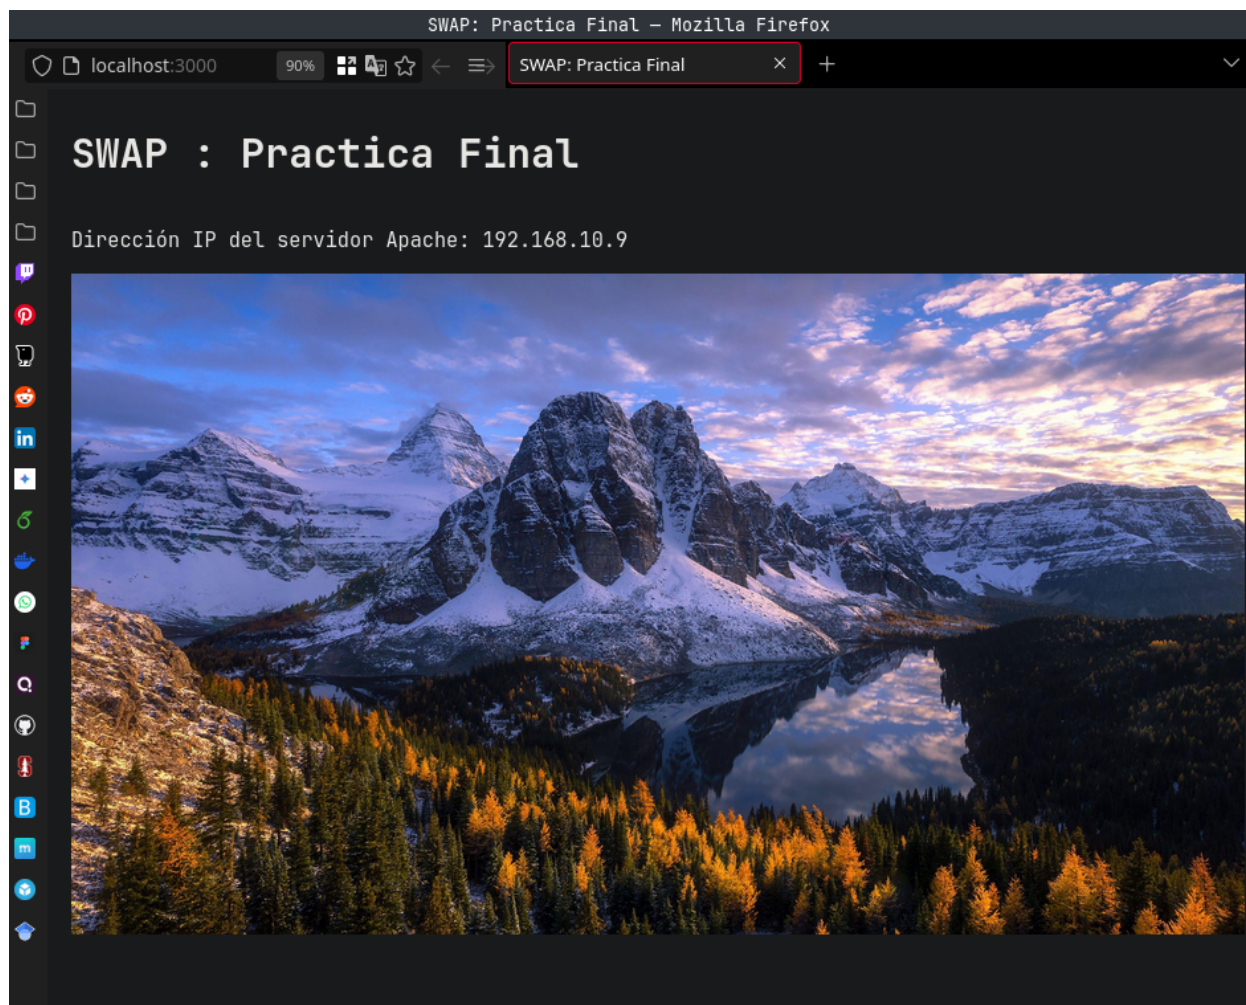 SWAP: Practica Final — Mozilla Firefox
localhost:3000 90% SWAP: Practica Final
SWAP : Practica Final
Dirección IP del servidor Apache: 192.168.10.9
in
B
m